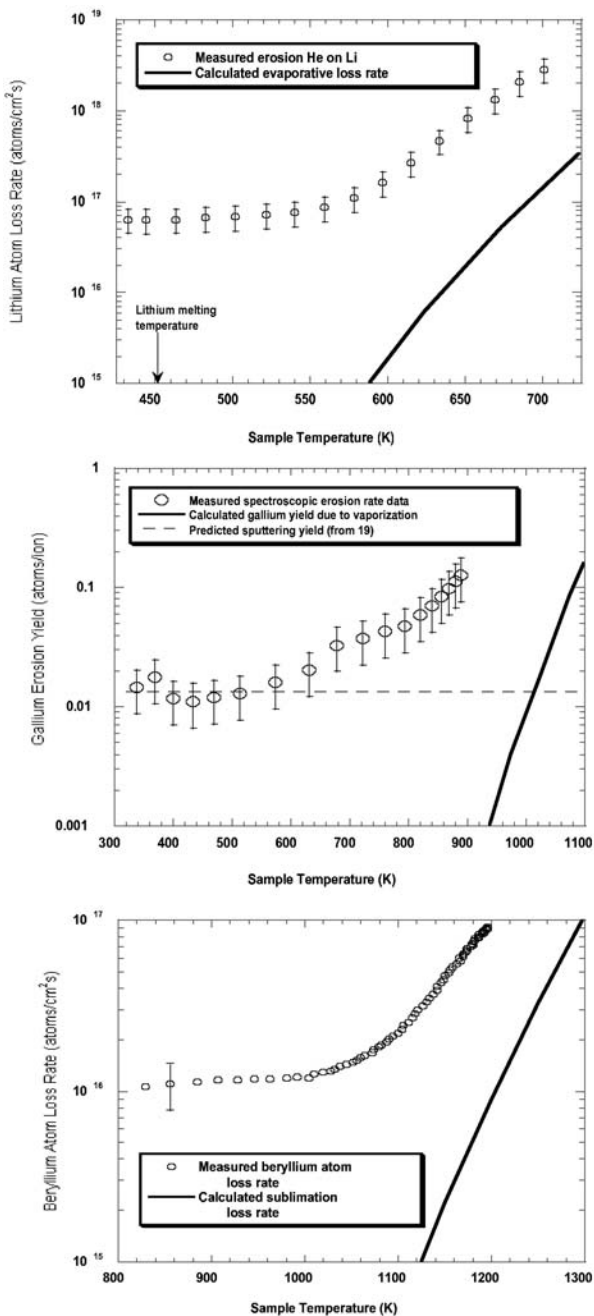 10 19
Measured erosion He on Li
Calculated evaporative loss rate
10 18
10 17
10 16
10 15
Lithium Atom Loss Rate (atoms/cm²s)
Lithium melting
temperature
450 500 550 600 650 700
Sample Temperature (K)
1
Measured spectroscopic erosion rate data
Calculated gallium yield due to vaporization
Predicted sputtering yield (from 19)
0.1
0.01
0.001
Gallium Erosion Yield (atoms/ion)
300 400 500 600 700 800 900 1000 1100
Sample Temperature (K)
10 17
10 16
10 15
Beryllium Atom Loss Rate (atoms/cm²s)
Measured beryllium atom
loss rate
Calculated sublimation
loss rate
800 900 1000 1100 1200 1300
Sample Temperature (K)